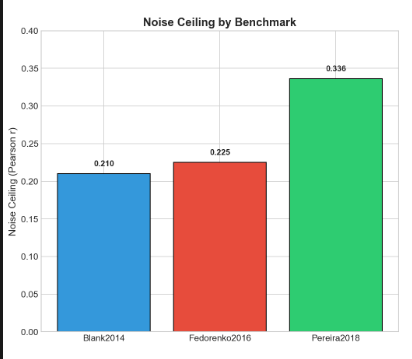 Noise Ceiling by Benchmark
Noise Ceiling (Pearson r)
0.40
0.35
0.30
0.25
0.20
0.15
0.10
0.05
0.00
0.210
0.225
0.336
Blank2014
Fedorenko2016
Pereira2018